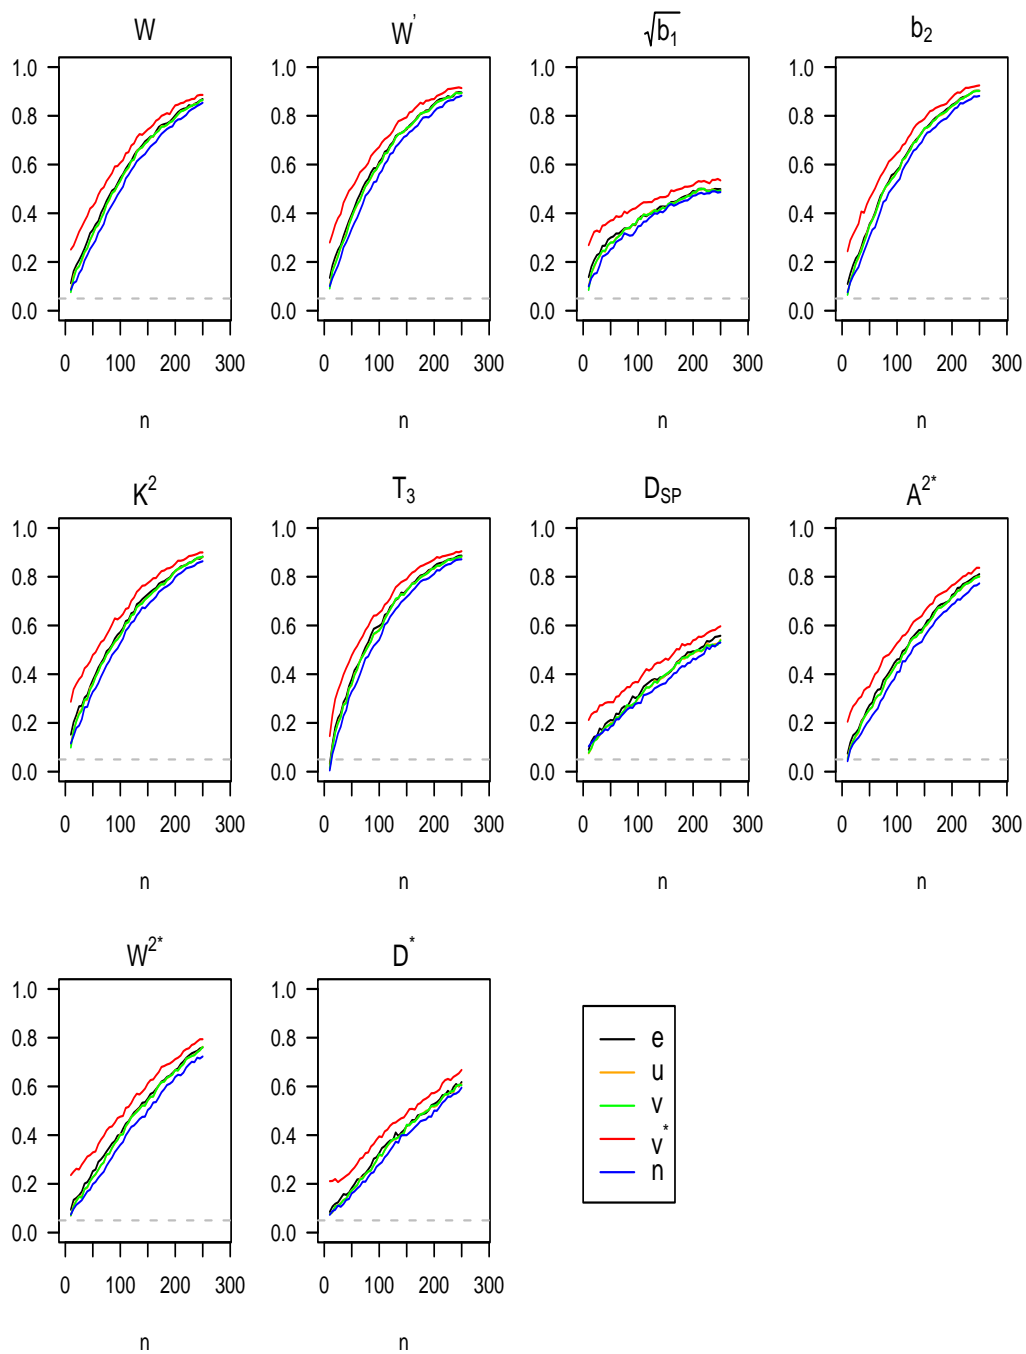 W W' √b₁ b₂
1.0 1.0 1.0 1.0
0.8 0.8 0.8 0.8
0.6 0.6 0.6 0.6
0.4 0.4 0.4 0.4
0.2 0.2 0.2 0.2
0.0 0.0 0.0 0.0
0 100 200 300 0 100 200 300 0 100 200 300 0 100 200 300
n n n n
K² T₃ D_SP A²*
1.0 1.0 1.0 1.0
0.8 0.8 0.8 0.8
0.6 0.6 0.6 0.6
0.4 0.4 0.4 0.4
0.2 0.2 0.2 0.2
0.0 0.0 0.0 0.0
0 100 200 300 0 100 200 300 0 100 200 300 0 100 200 300
n n n n
W²* D*
1.0 1.0
0.8 0.8
0.6 0.6
0.4 0.4
0.2 0.2
0.0 0.0
0 100 200 300 0 100 200 300
n n
e
u
v
v*
n